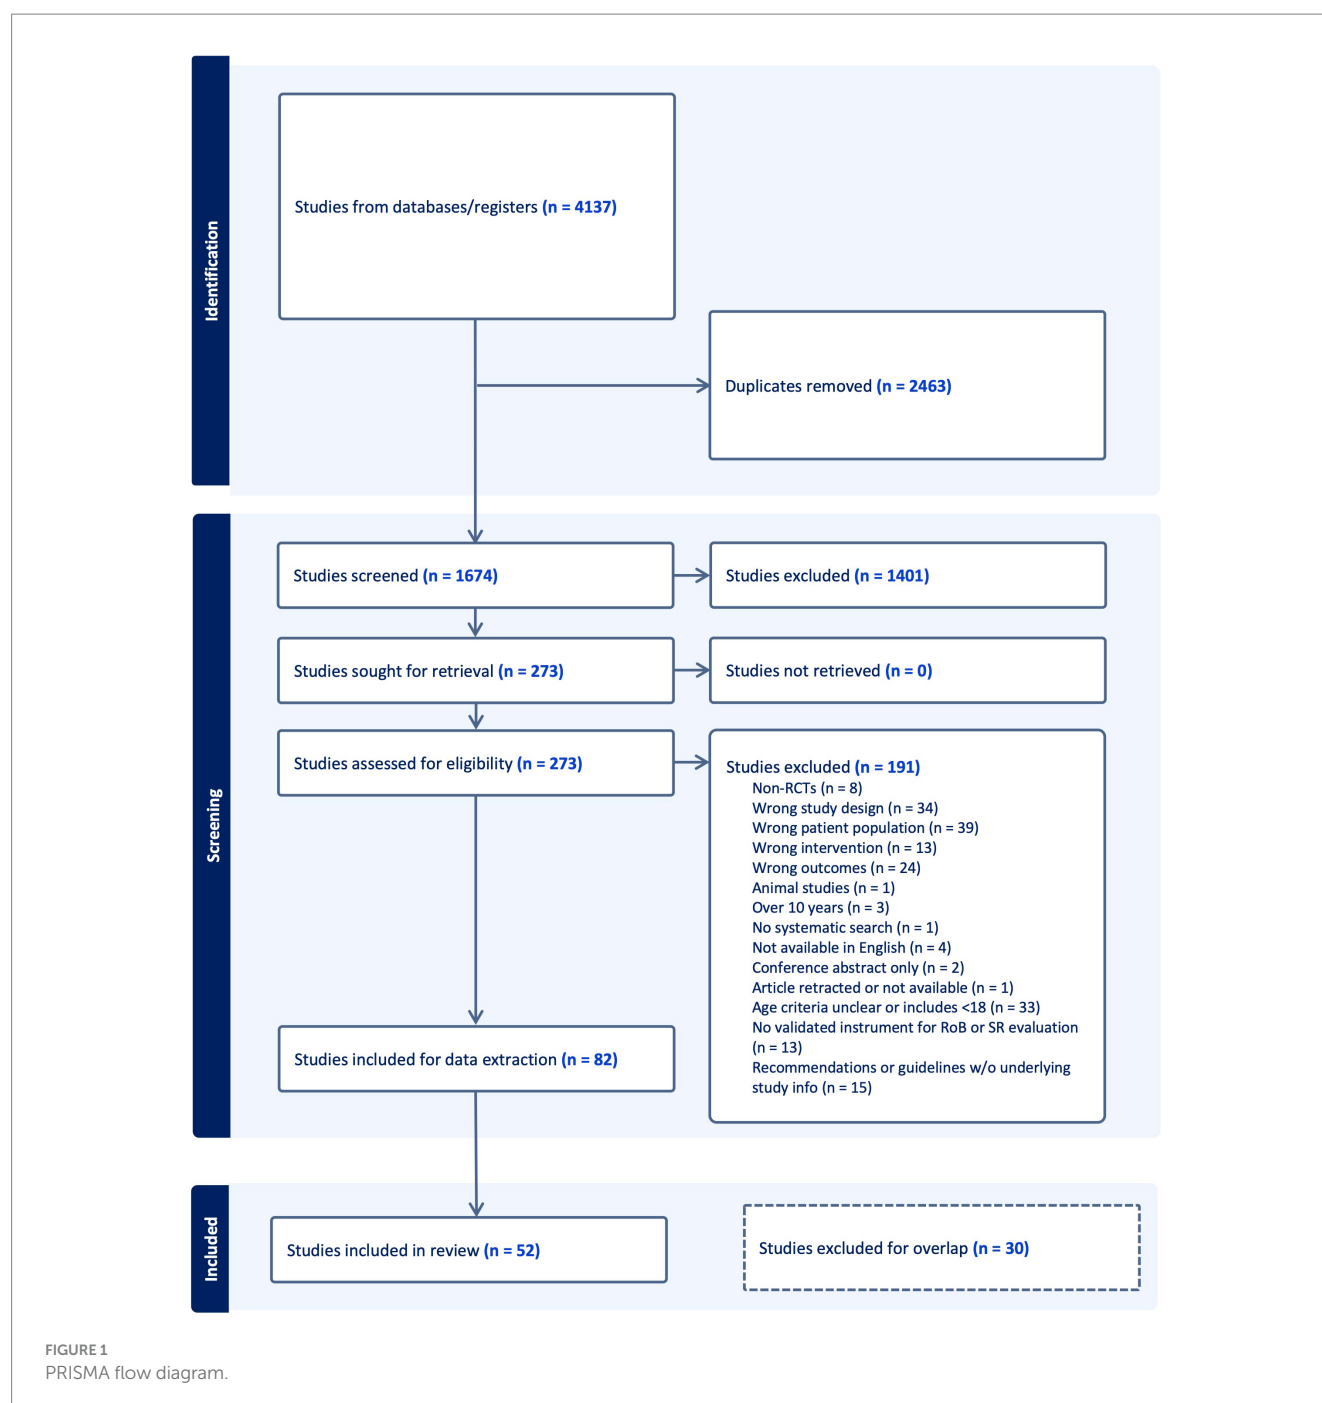 Identification
Studies from databases/registers (n = 4137)
Duplicates removed (n = 2463)
Screening
Studies screened (n = 1674)
Studies excluded (n = 1401)
Studies sought for retrieval (n = 273)
Studies not retrieved (n = 0)
Studies assessed for eligibility (n = 273)
Studies excluded (n = 191)
Non-RCTs (n = 8)
Wrong study design (n = 34)
Wrong patient population (n = 39)
Wrong intervention (n = 13)
Wrong outcomes (n = 24)
Animal studies (n = 1)
Over 10 years (n = 3)
No systematic search (n = 1)
Not available in English (n = 4)
Conference abstract only (n = 2)
Article retracted or not available (n = 1)
Age criteria unclear or includes <18 (n = 33)
No validated instrument for RoB or SR evaluation
(n = 13)
Recommendations or guidelines w/o underlying
study info (n = 15)
Studies included for data extraction (n = 82)
Included
Studies included in review (n = 52)
Studies excluded for overlap (n = 30)
FIGURE 1
PRISMA flow diagram.